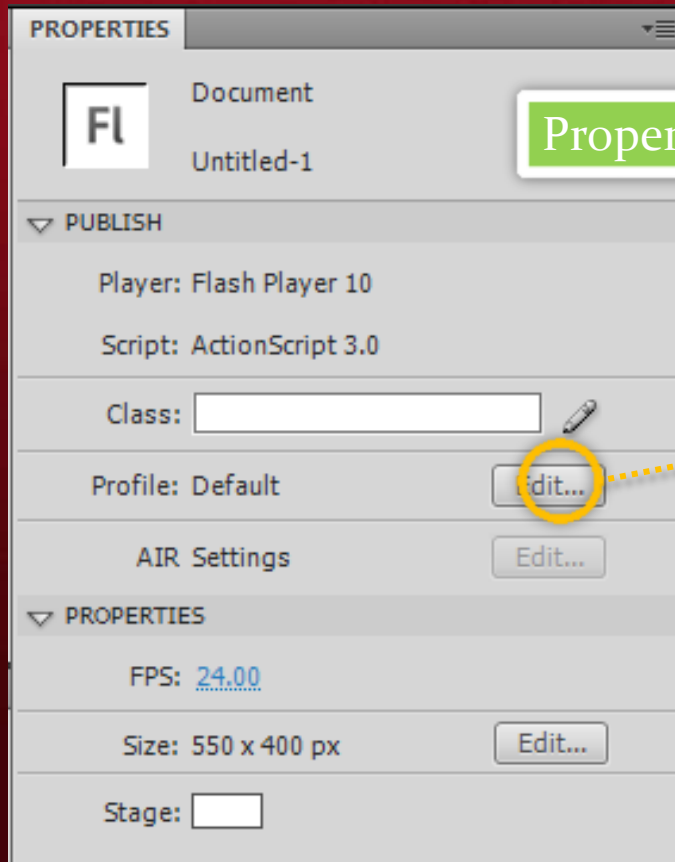 PROPERTIES
Fl
Document
Untitled-1
Proper
PUBLISH
Player: Flash Player 10
Script: ActionScript 3.0
Class:
Profile: Default Edit...
AIR Settings Edit...
PROPERTIES
FPS: 24.00
Size: 550 x 400 px Edit...
Stage: